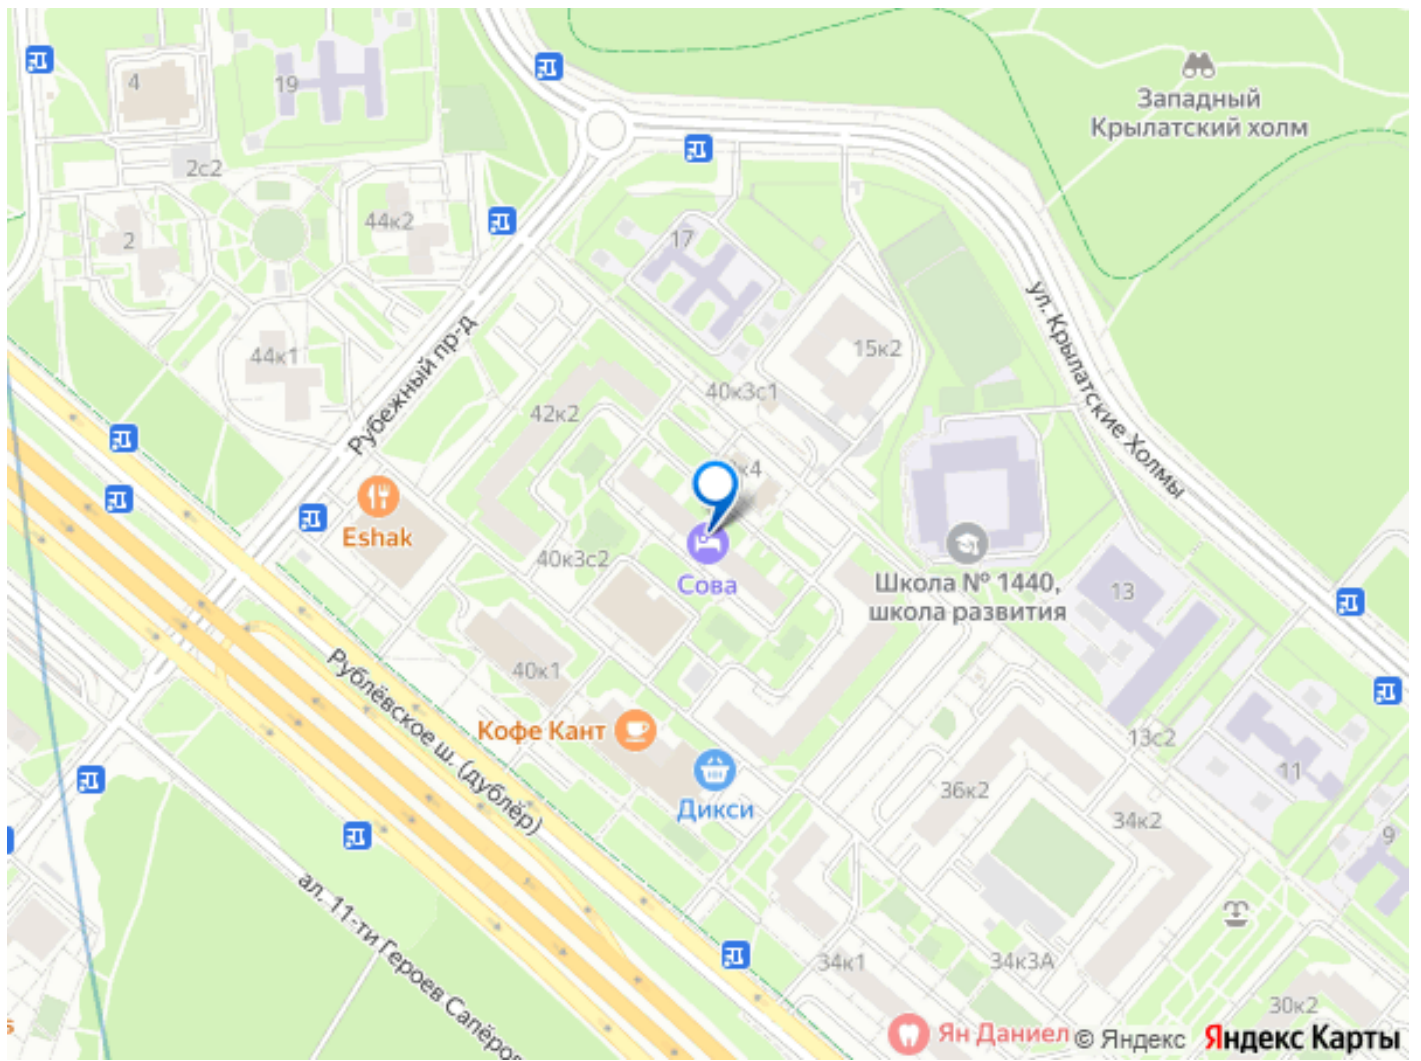 4
19
Западный
Крылатский холм
2с2
44к2
2
17
ул. Крылатские Холмы
Рубежный пр-д
44к1
15к2
40к3с1
42к2
к4
Eshak
40к3с2
Сова
Школа № 1440,
школа развития
13
Рублёвское ш. (дублёр)
40к1
Кофе Кант
13с2
11
Дикси
36к2
34к2
9
ал. 11-ти Героев Сапёров
34к1
34к3А
30к2
s
Ян Даниел
© Яндекс Яндекс Карты